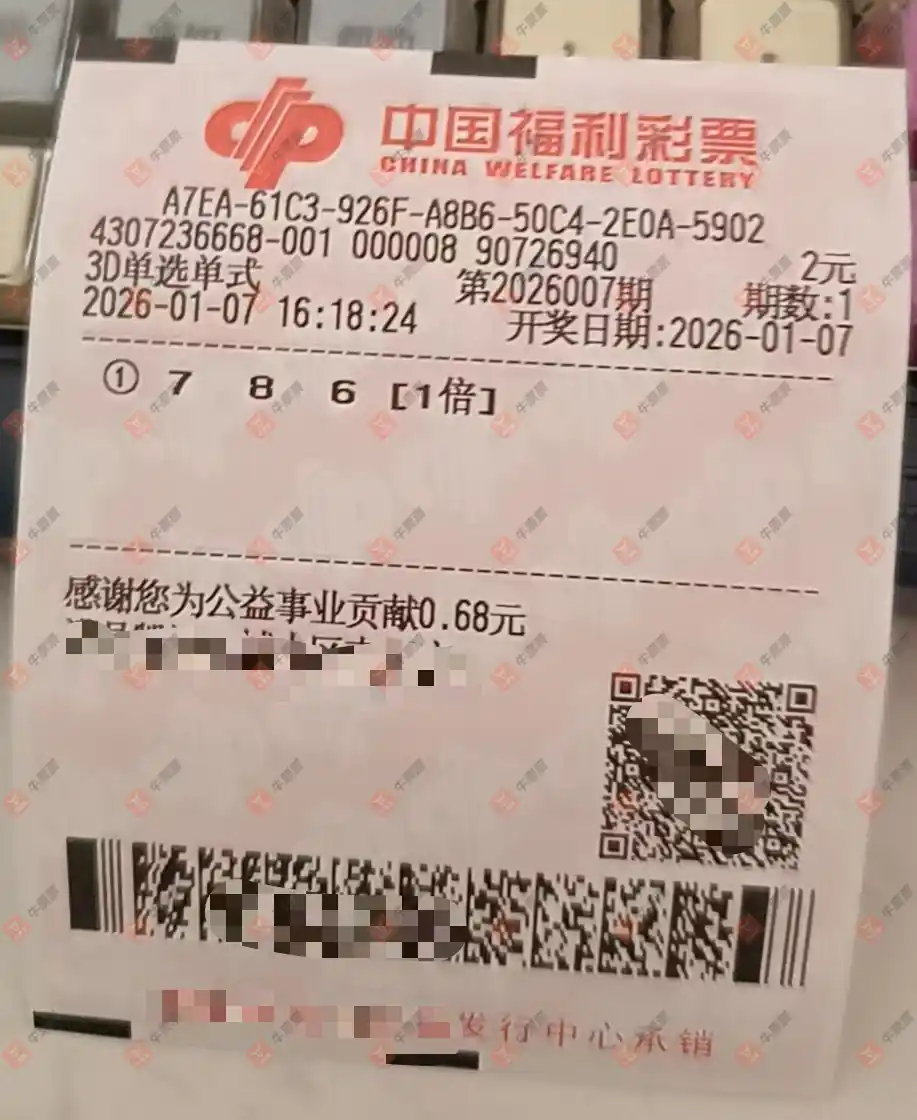 中国福利彩票
CHINA WELFARE LOTTERY
A7EA-61C3-926F-A8B6-50C4-2E0A-5902
4307236668-001 000008 90726940 2元
3D单选单式 第2026007期 期数:1
2026-01-07 16:18:24 开奖日期:2026-01-07
① 7 8 6 [1倍]
感谢您为公益事业贡献0.68元
发行中心承销